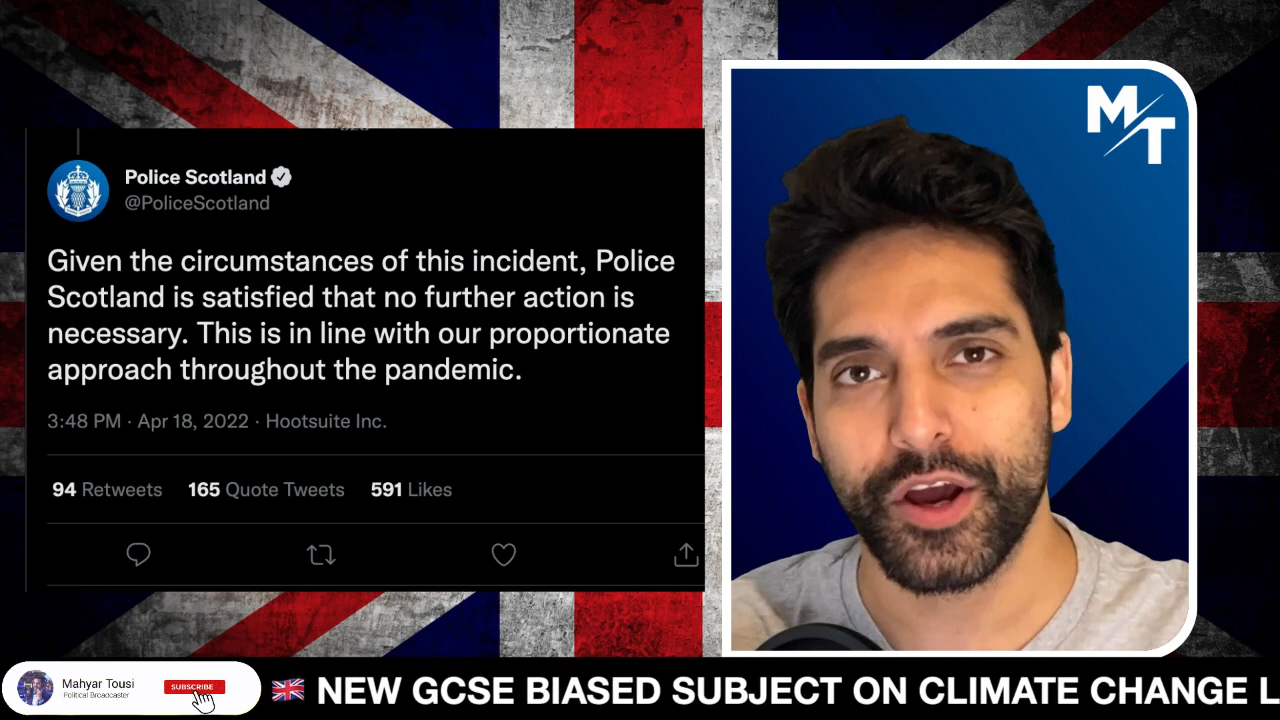 Police Scotland
@PoliceScotland
Given the circumstances of this incident, Police
Scotland is satisfied that no further action is
necessary. This is in line with our proportionate
approach throughout the pandemic.
3:48 PM · Apr 18, 2022 · Hootsuite Inc.
94 Retweets 165 Quote Tweets 591 Likes
MT
Mahyar Tousi
Political Broadcaster
SUBSCRIBE
NEW GCSE BIASED SUBJECT ON CLIMATE CHANGE L